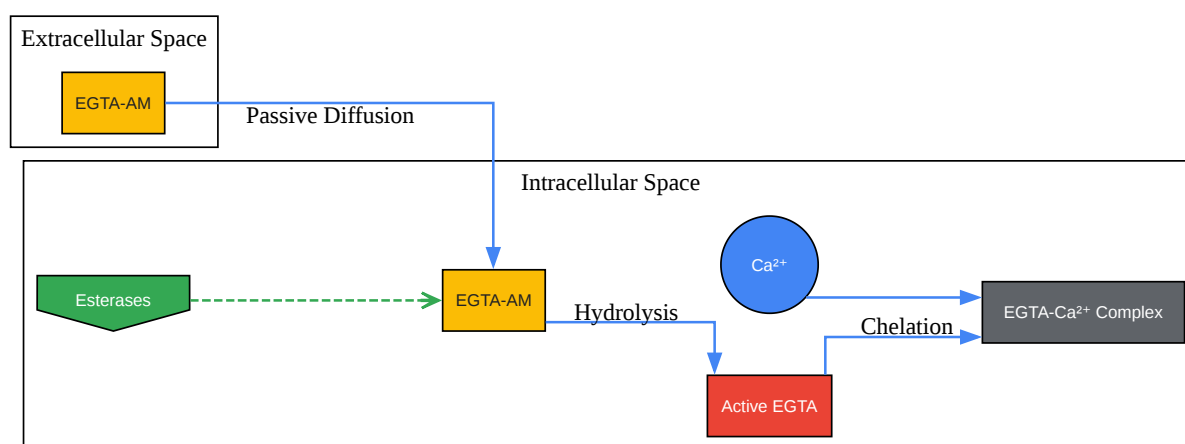 Extracellular Space
EGTA-AM
Passive Diffusion
Intracellular Space
Ca²⁺
Esterases
EGTA-AM
Hydrolysis
EGTA-Ca²⁺ Complex
Chelation
Active EGTA